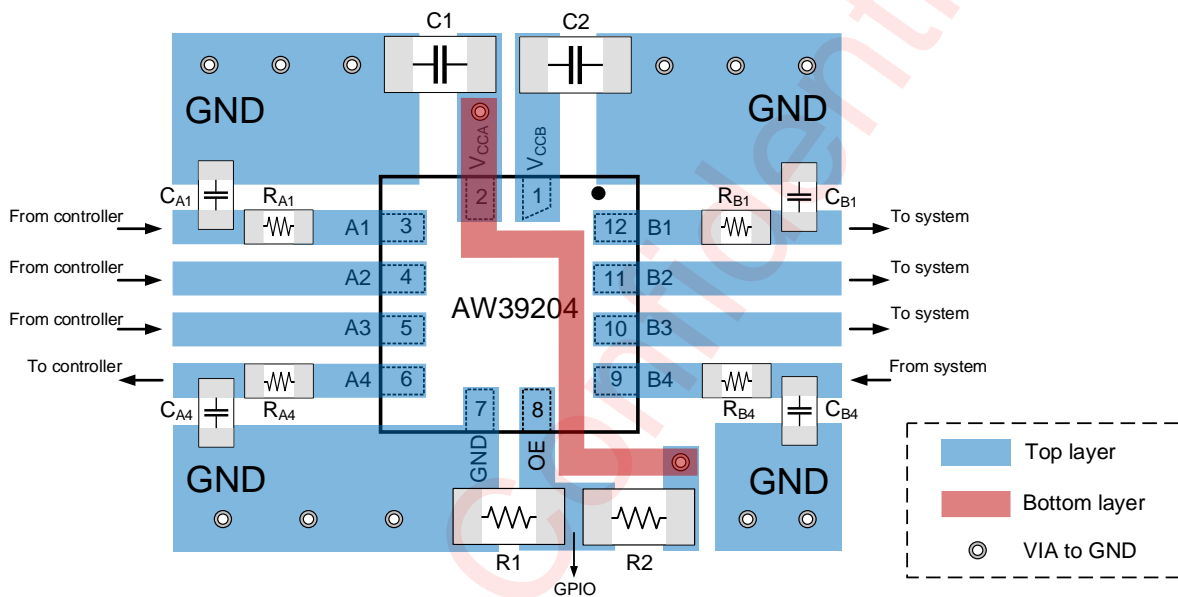 C1
C2
GND
GND
VCCA
VCCB
2
1
CA1
RA1
RB1
CB1
From controller
A1
3
12
B1
To system
From controller
A2
4
11
B2
To system
AW39204
From controller
A3
5
10
B3
To system
To controller
A4
6
9
B4
From system
CA4
RA4
7
8
RB4
CB4
GND
OE
GND
GND
R1
R2
GPIO
Top layer
Bottom layer
VIA to GND
Confidenti